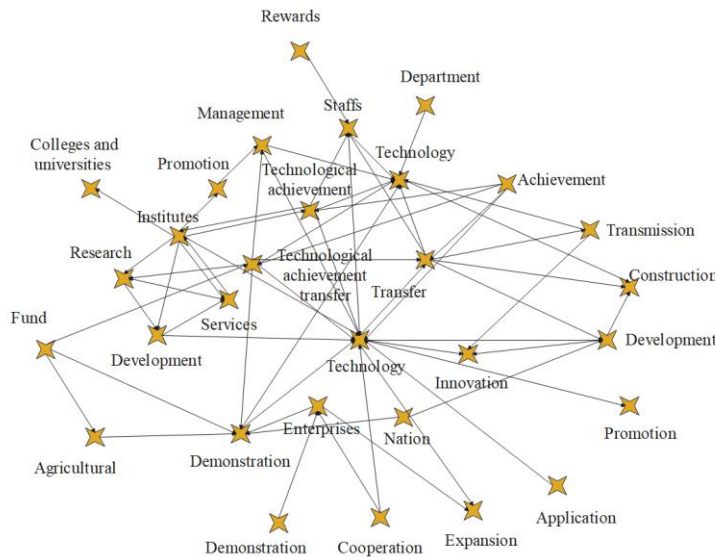 Rewards
Department
Staffs
Management
Colleges and
universities
Promotion
Technological
achievement
Technology
Achievement
Institutes
Transmission
Research
Technological
achievement
transfer
Transfer
Construction
Fund
Services
Development
Technology
Innovation
Development
Promotion
Agricultural
Demonstration
Enterprises
Nation
Demonstration
Cooperation
Expansion
Application